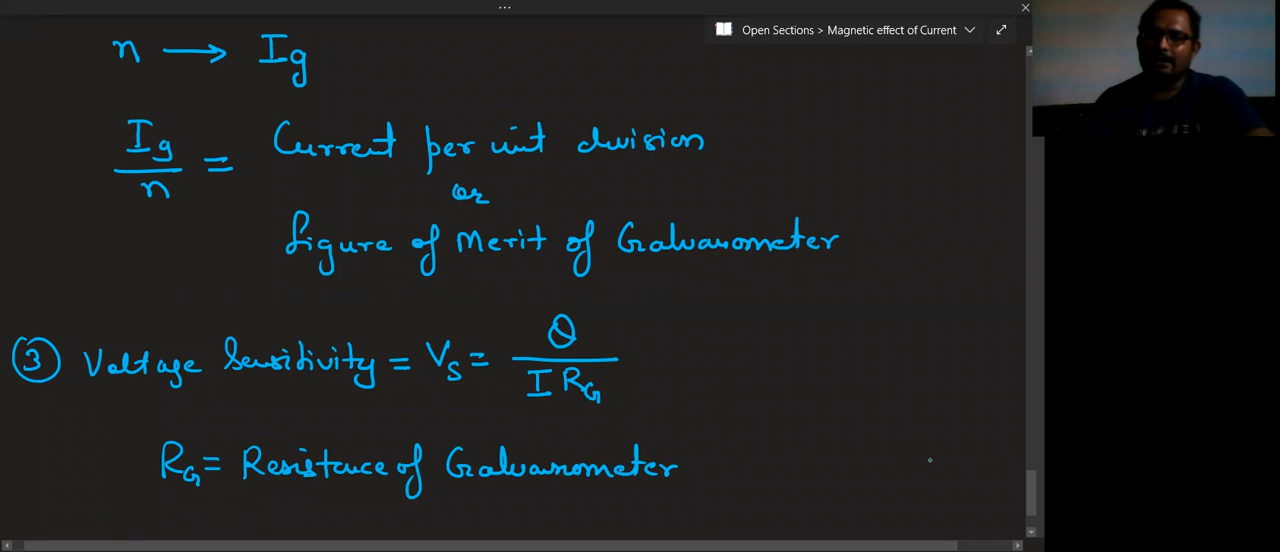 Open Sections > Magnetic effect of Current
n → Ig
Ig/n = Current per unit division
or
figure of Merit of Galvanometer
③ Voltage Sensitivity = Vs = θ / I RG
RG = Resistance of Galvanometer